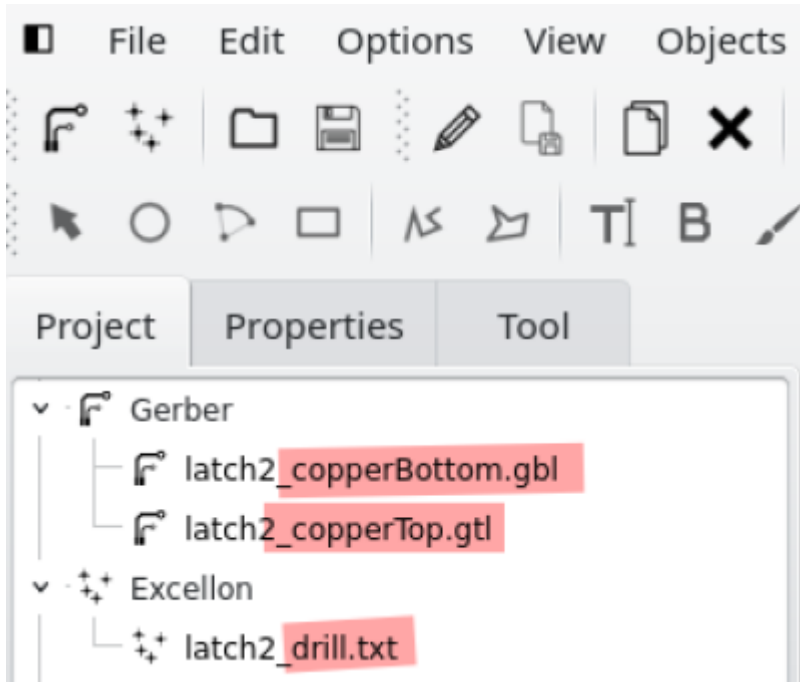 File Edit Options View Objects
T B
Project Properties Tool
Gerber
latch2_copperBottom.gbl
latch2_copperTop.gtl
Excellon
latch2_drill.txt